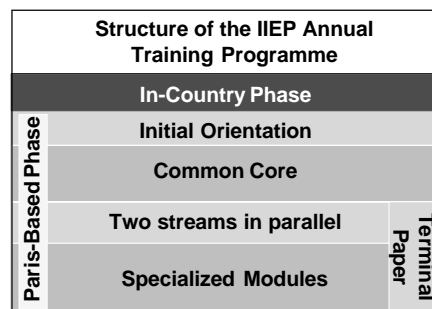 Structure of the IIEP Annual
Training Programme
In-Country Phase
Paris-Based Phase
Initial Orientation
Common Core
Two streams in parallel
Specialized Modules
Terminal
Paper